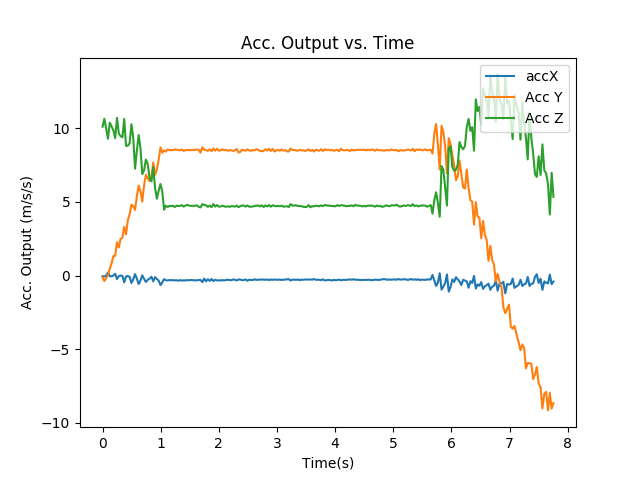 Acc. Output vs. Time
accX
Acc Y
Acc Z
10
5
0
−5
−10
Acc. Output (m/s/s)
0 1 2 3 4 5 6 7 8
Time(s)